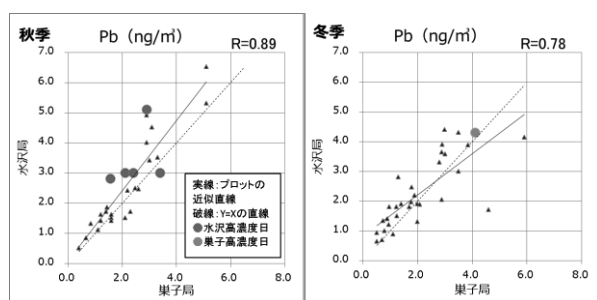 秋季
Pb（ng/㎥）
R=0.89
7.0
6.0
5.0
4.0
3.0
2.0
1.0
0.0
水沢局
0.0 2.0 4.0 6.0 8.0
巣子局
実線：プロットの
近似直線
破線：Y=Xの直線
水沢高濃度日
巣子高濃度日
冬季
Pb（ng/㎥）
R=0.78
7.0
6.0
5.0
4.0
3.0
2.0
1.0
0.0
水沢局
0.0 2.0 4.0 6.0 8.0
巣子局